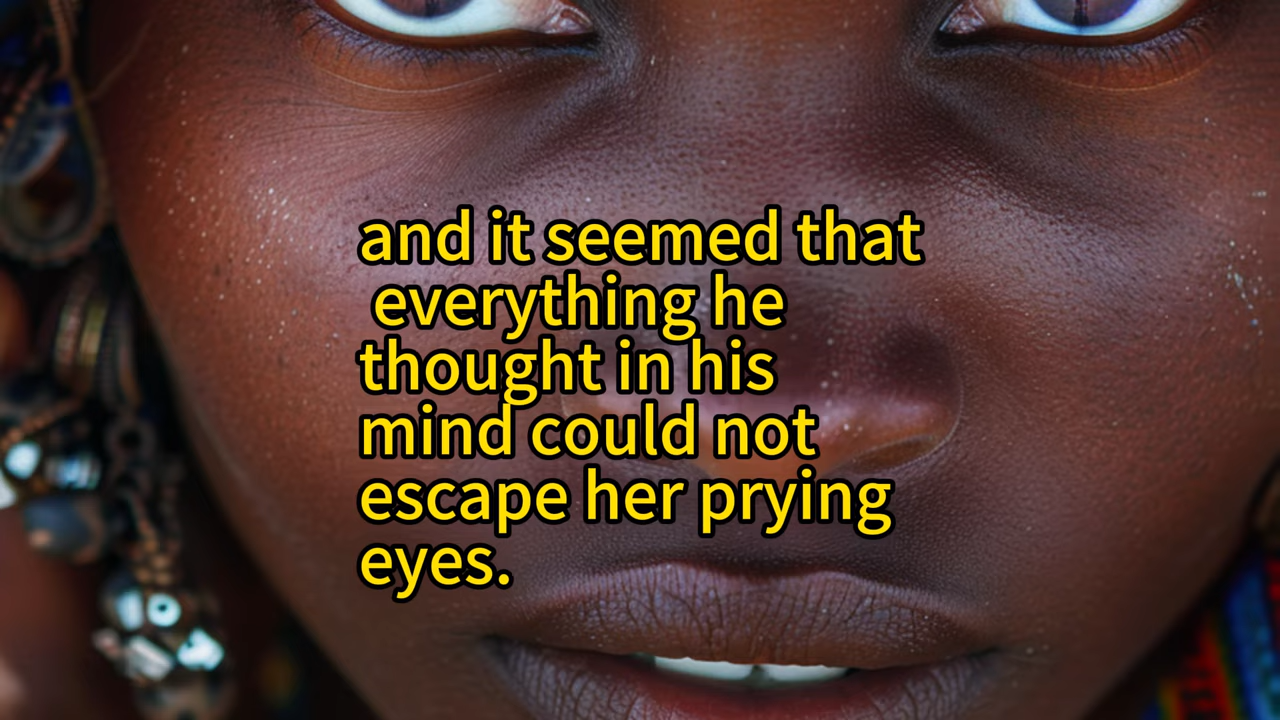 and it seemed that
everything he
thought in his
mind could not
escape her prying
eyes.